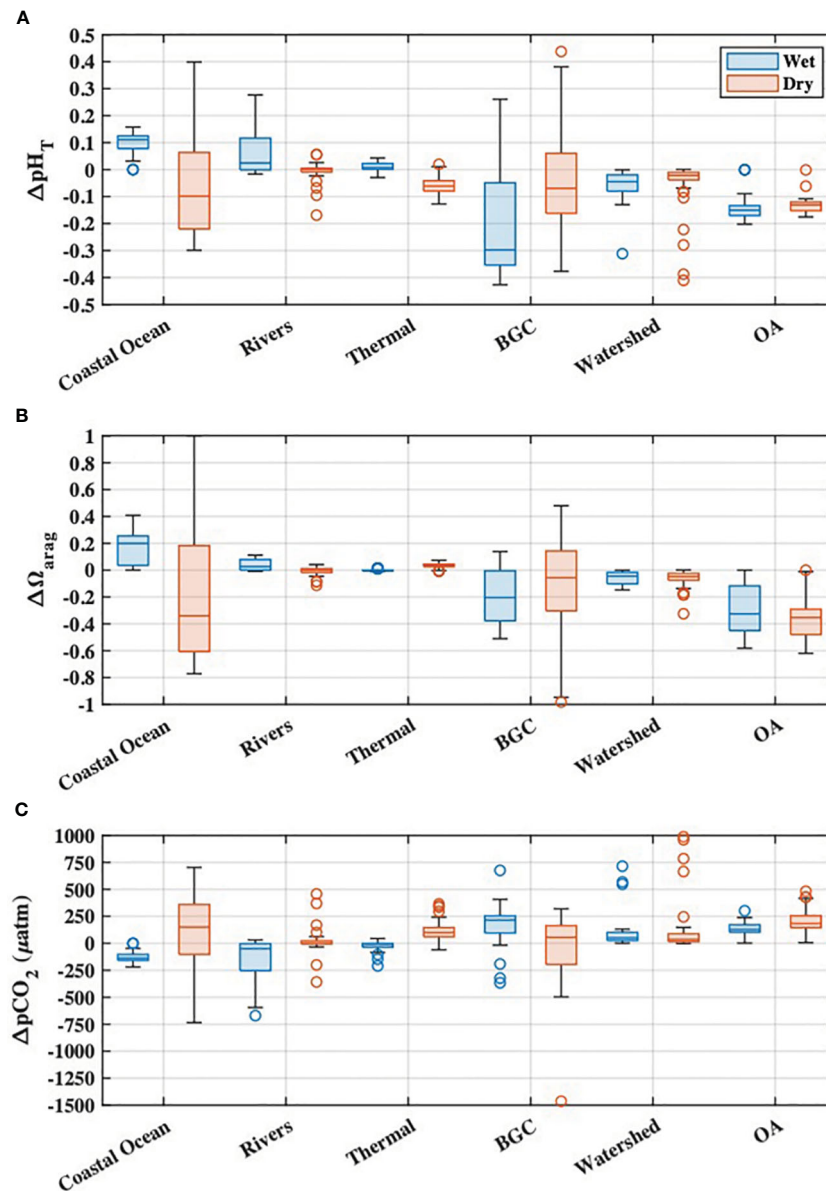 A
0.5
0.4
0.3
0.2
0.1
0
-0.1
-0.2
-0.3
-0.4
-0.5
ΔpH_T
Wet
Dry
Coastal Ocean
Rivers
Thermal
BGC
Watershed
OA
B
1
0.8
0.6
0.4
0.2
0
-0.2
-0.4
-0.6
-0.8
-1
ΔΩ_arag
Coastal Ocean
Rivers
Thermal
BGC
Watershed
OA
C
1000
750
500
250
0
-250
-500
-750
-1000
-1250
-1500
ΔpCO₂ (μatm)
Coastal Ocean
Rivers
Thermal
BGC
Watershed
OA